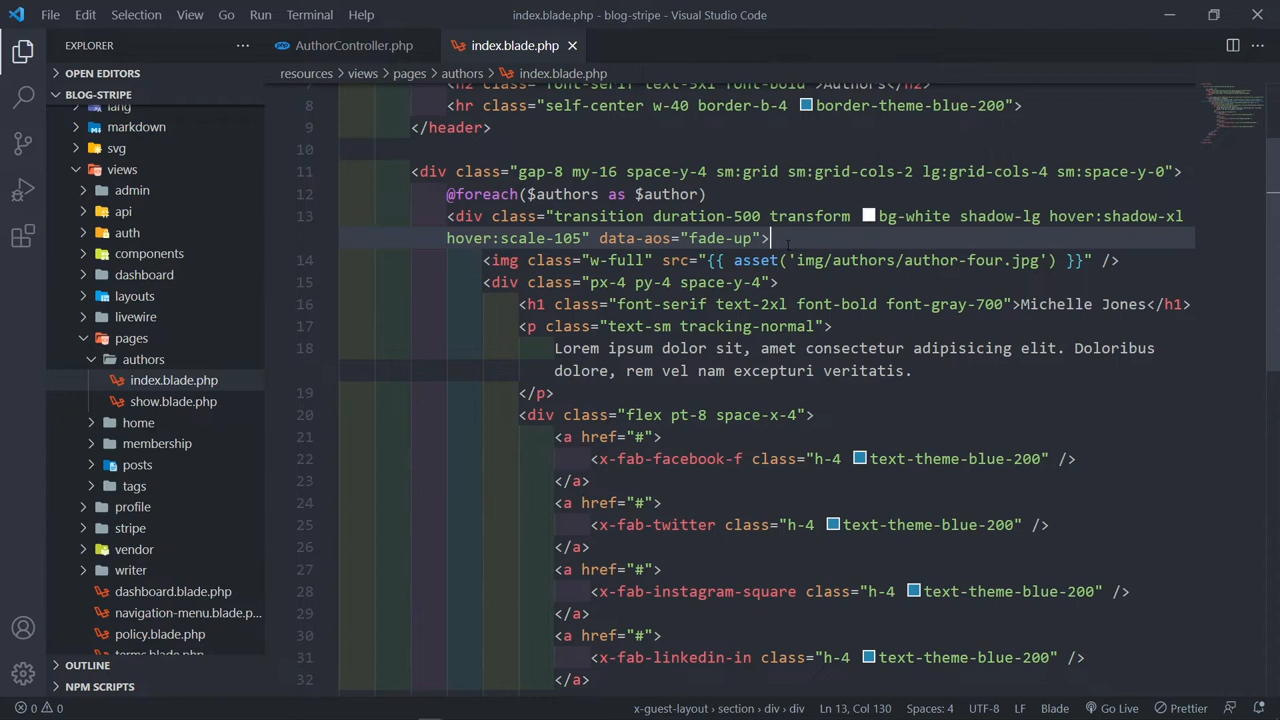 File Edit Selection View Go Run Terminal Help
index.blade.php - blog-stripe - Visual Studio Code
EXPLORER
OPEN EDITORS
BLOG-STRIPE
lang
markdown
svg
views
admin
api
auth
components
dashboard
layouts
livewire
pages
authors
index.blade.php
show.blade.php
home
membership
posts
tags
profile
stripe
vendor
writer
dashboard.blade.php
navigation-menu.blade.p...
policy.blade.php
terms.blade.php
OUTLINE
NPM SCRIPTS
AuthorController.php index.blade.php
resources > views > pages > authors > index.blade.php
7 <h2 class="font-serif text-5xl font-bold">Authors</h2>
8 <hr class="self-center w-40 border-b-4 border-theme-blue-200">
9 </header>
10
11 <div class="gap-8 my-16 space-y-4 sm:grid sm:grid-cols-2 lg:grid-cols-4 sm:space-y-0">
12 @foreach($authors as $author)
13 <div class="transition duration-500 transform bg-white shadow-lg hover:shadow-xl
hover:scale-105" data-aos="fade-up">
14 <img class="w-full" src="{{ asset('img/authors/author-four.jpg') }}" />
15 <div class="px-4 py-4 space-y-4">
16 <h1 class="font-serif text-2xl font-bold font-gray-700">Michelle Jones</h1>
17 <p class="text-sm tracking-normal">
18 Lorem ipsum dolor sit, amet consectetur adipisicing elit. Doloribus
dolore, rem vel nam excepturi veritatis.
19 </p>
20 <div class="flex pt-8 space-x-4">
21 <a href="#">
22 <x-fab-facebook-f class="h-4 text-theme-blue-200" />
23 </a>
24 <a href="#">
25 <x-fab-twitter class="h-4 text-theme-blue-200" />
26 </a>
27 <a href="#">
28 <x-fab-instagram-square class="h-4 text-theme-blue-200" />
29 </a>
30 <a href="#">
31 <x-fab-linkedin-in class="h-4 text-theme-blue-200" />
32 </a>
0 0 x-guest-layout > section > div > div Ln 13, Col 130 Spaces: 4 UTF-8 LF Blade Go Live Prettier